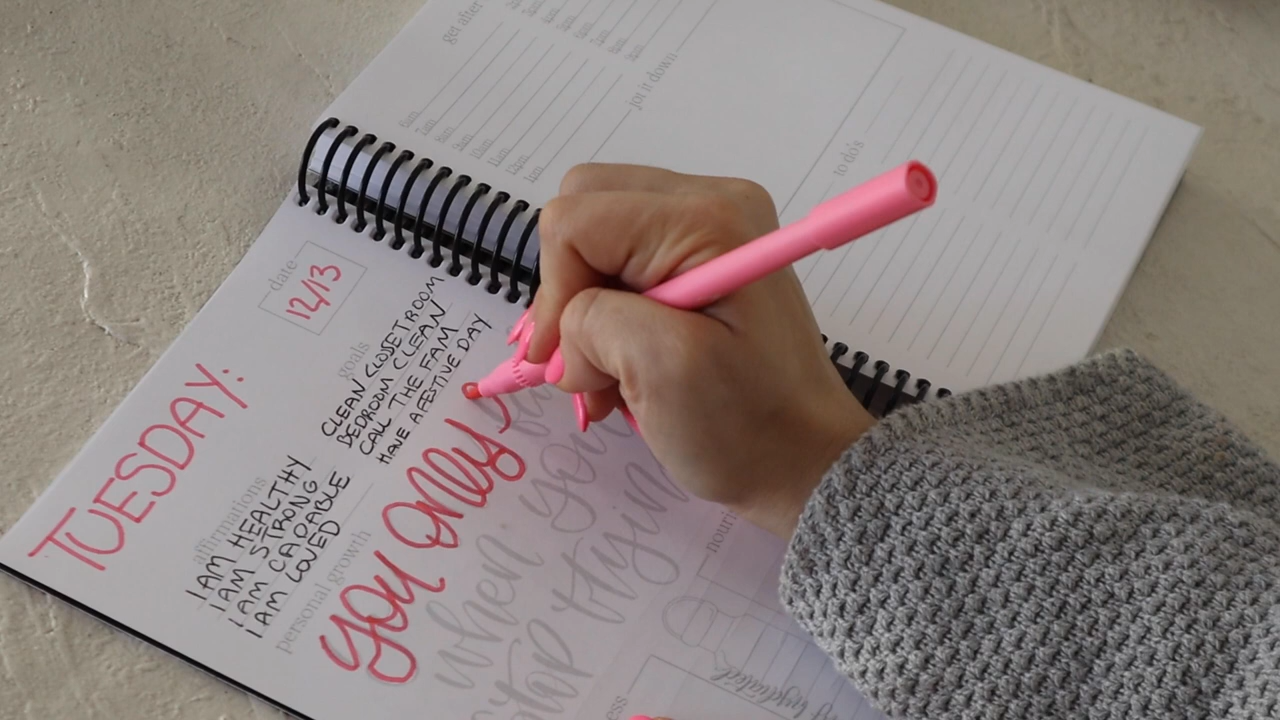 TUESDAY:
date
12/13
goals
CLEAN CLOSET ROOM
BEDROOM CLEAN
CALL THE FAM
HAVE A FESTIVE DAY
affirmations
I AM HEALTHY
I AM STRONG
I AM CAPABLE
I AM LOVED
personal growth
you only
when you
stop trying
get after
6am
7am
8am
9am
10am
11am
12pm
1pm
jot it down
to do's